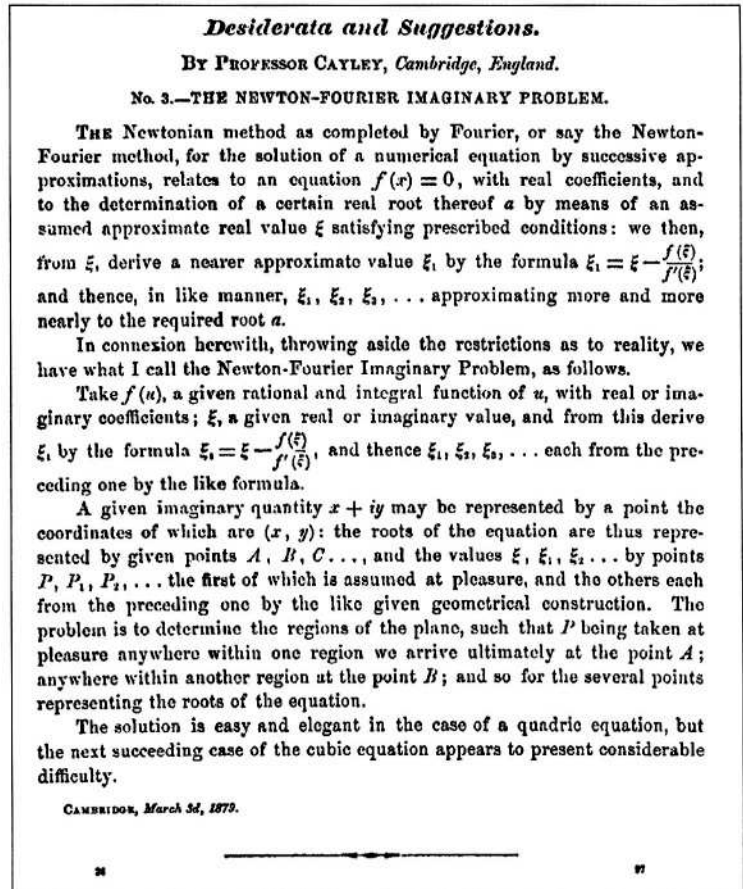 Desiderata and Suggestions.
BY PROFESSOR CAYLEY, Cambridge, England.
No. 3.—THE NEWTON-FOURIER IMAGINARY PROBLEM.
THE Newtonian method as completed by Fourier, or say the Newton-
Fourier method, for the solution of a numerical equation by successive ap-
proximations, relates to an equation f(x) = 0, with real coefficients, and
to the determination of a certain real root thereof a by means of an as-
sumed approximate real value ξ satisfying prescribed conditions: we then,
from ξ, derive a nearer approximate value ξ₁ by the formula ξ₁ = ξ − f(ξ)/f′(ξ);
and thence, in like manner, ξ₁, ξ₂, ξ₃, ... approximating more and more
nearly to the required root a.
In connexion herewith, throwing aside the restrictions as to reality, we
have what I call the Newton-Fourier Imaginary Problem, as follows.
Take f(u), a given rational and integral function of u, with real or ima-
ginary coefficients; ξ, a given real or imaginary value, and from this derive
ξ₁ by the formula ξ₁ = ξ − f(ξ)/f′(ξ), and thence ξ₁, ξ₂, ξ₃, ... each from the pre-
ceding one by the like formula.
A given imaginary quantity x + iy may be represented by a point the
coordinates of which are (x, y): the roots of the equation are thus repre-
sented by given points A, B, C..., and the values ξ, ξ₁, ξ₂ ... by points
P, P₁, P₂, ... the first of which is assumed at pleasure, and the others each
from the preceding one by the like given geometrical construction. The
problem is to determine the regions of the plane, such that P being taken at
pleasure anywhere within one region we arrive ultimately at the point A;
anywhere within another region at the point B; and so for the several points
representing the roots of the equation.
The solution is easy and elegant in the case of a quadric equation, but
the next succeeding case of the cubic equation appears to present considerable
difficulty.
CAMBRIDGE, March 3d, 1879.
97